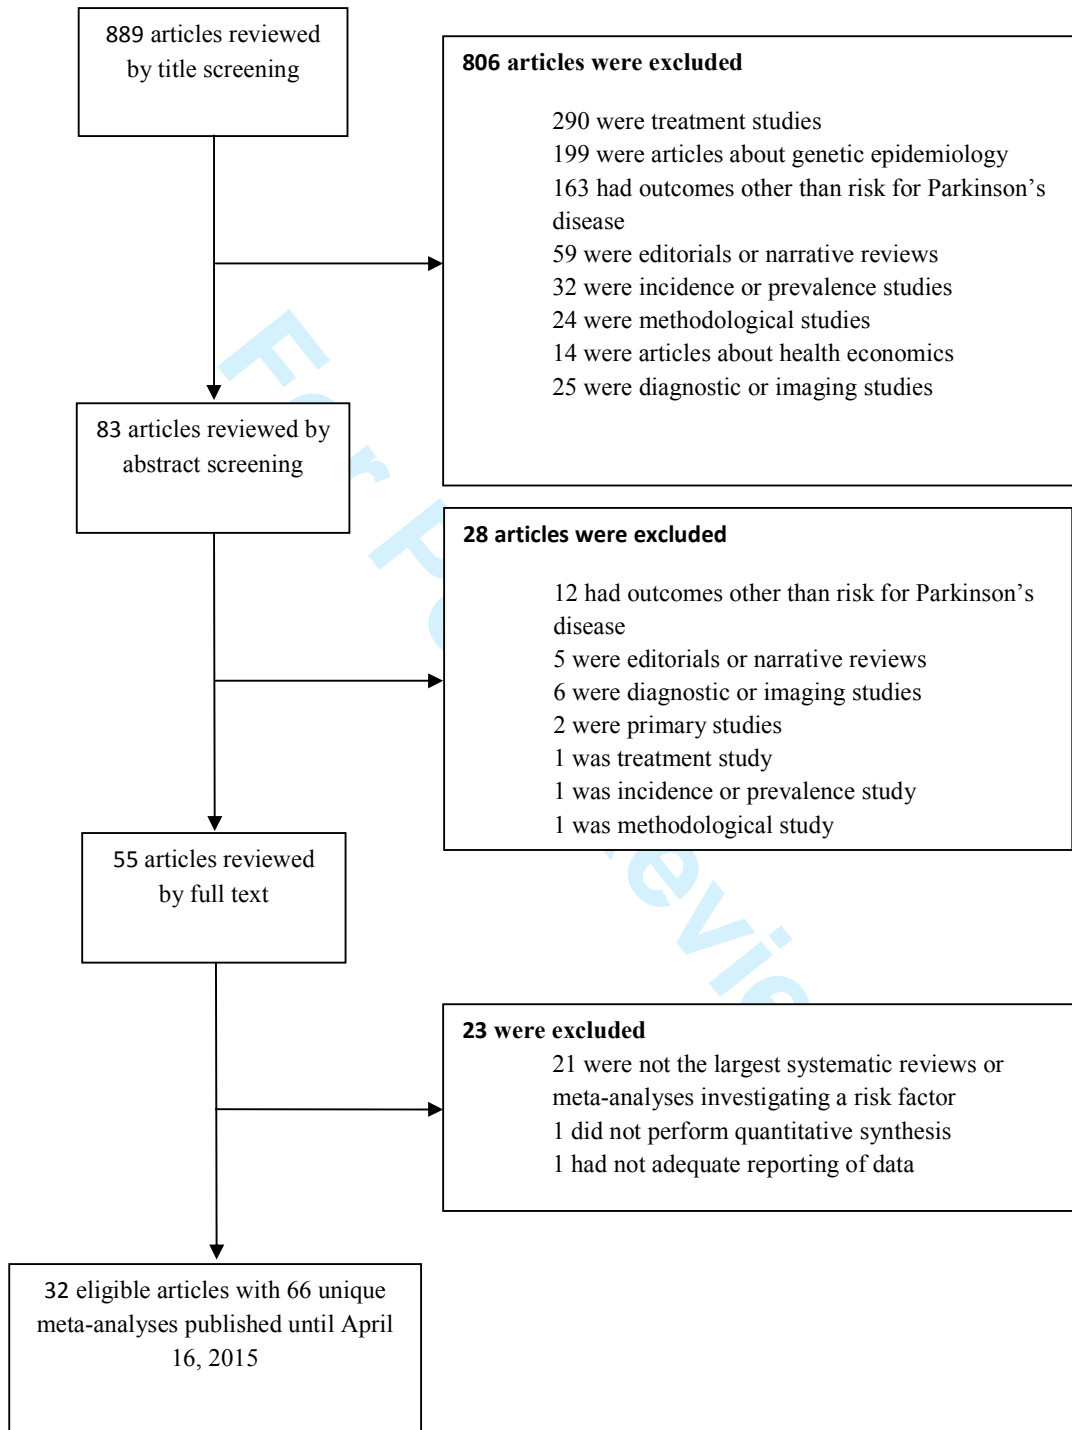 889 articles reviewed
by title screening
806 articles were excluded
290 were treatment studies
199 were articles about genetic epidemiology
163 had outcomes other than risk for Parkinson's
disease
59 were editorials or narrative reviews
32 were incidence or prevalence studies
24 were methodological studies
14 were articles about health economics
25 were diagnostic or imaging studies
83 articles reviewed by
abstract screening
28 articles were excluded
12 had outcomes other than risk for Parkinson's
disease
5 were editorials or narrative reviews
6 were diagnostic or imaging studies
2 were primary studies
1 was treatment study
1 was incidence or prevalence study
1 was methodological study
55 articles reviewed
by full text
23 were excluded
21 were not the largest systematic reviews or
meta-analyses investigating a risk factor
1 did not perform quantitative synthesis
1 had not adequate reporting of data
32 eligible articles with 66 unique
meta-analyses published until April
16, 2015
For